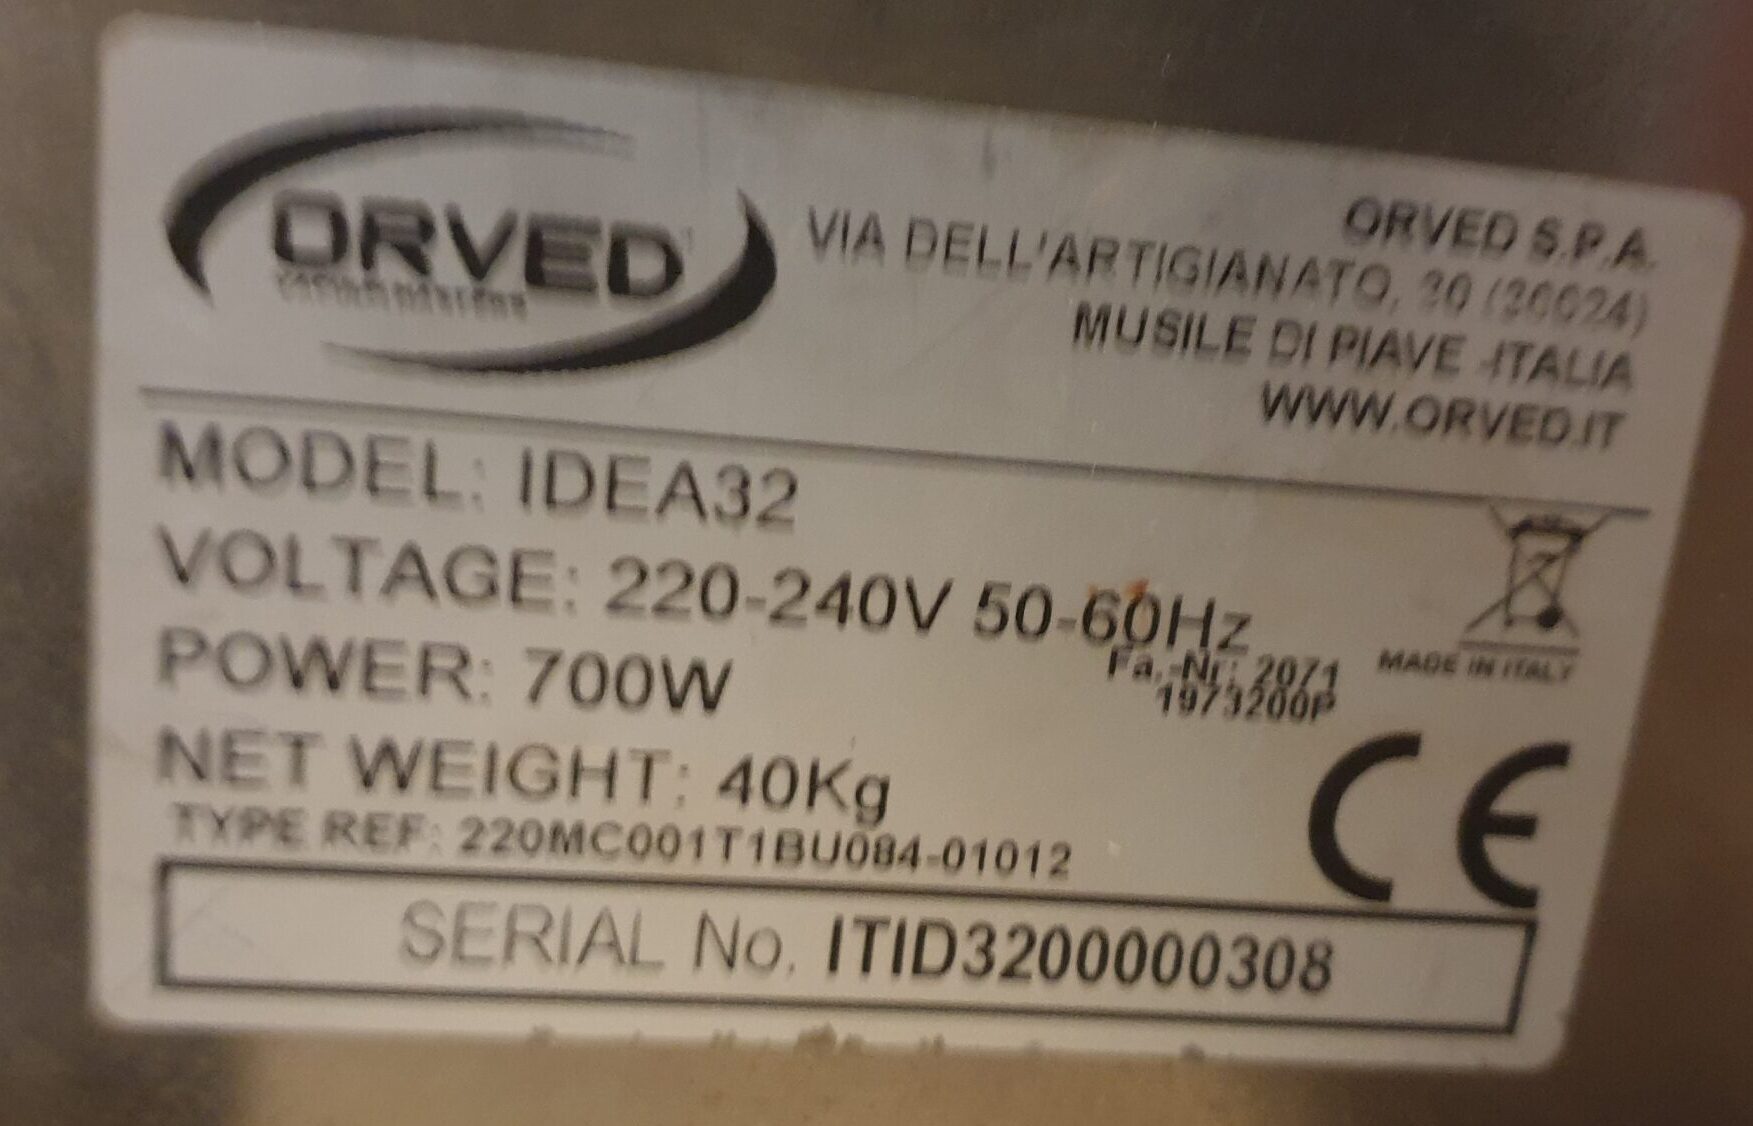 ORVED
ORVED S.P.A.
VIA DELL'ARTIGIANATO, 30 (30024)
MUSILE DI PIAVE -ITALIA
WWW.ORVED.IT
MODEL: IDEA32
VOLTAGE: 220-240V 50-60Hz
POWER: 700W
Fa.-Nr: 2071
1973200P
MADE IN ITALY
NET WEIGHT: 40Kg
CE
TYPE REF: 220MC001T1BU084-01012
SERIAL No. ITID3200000308